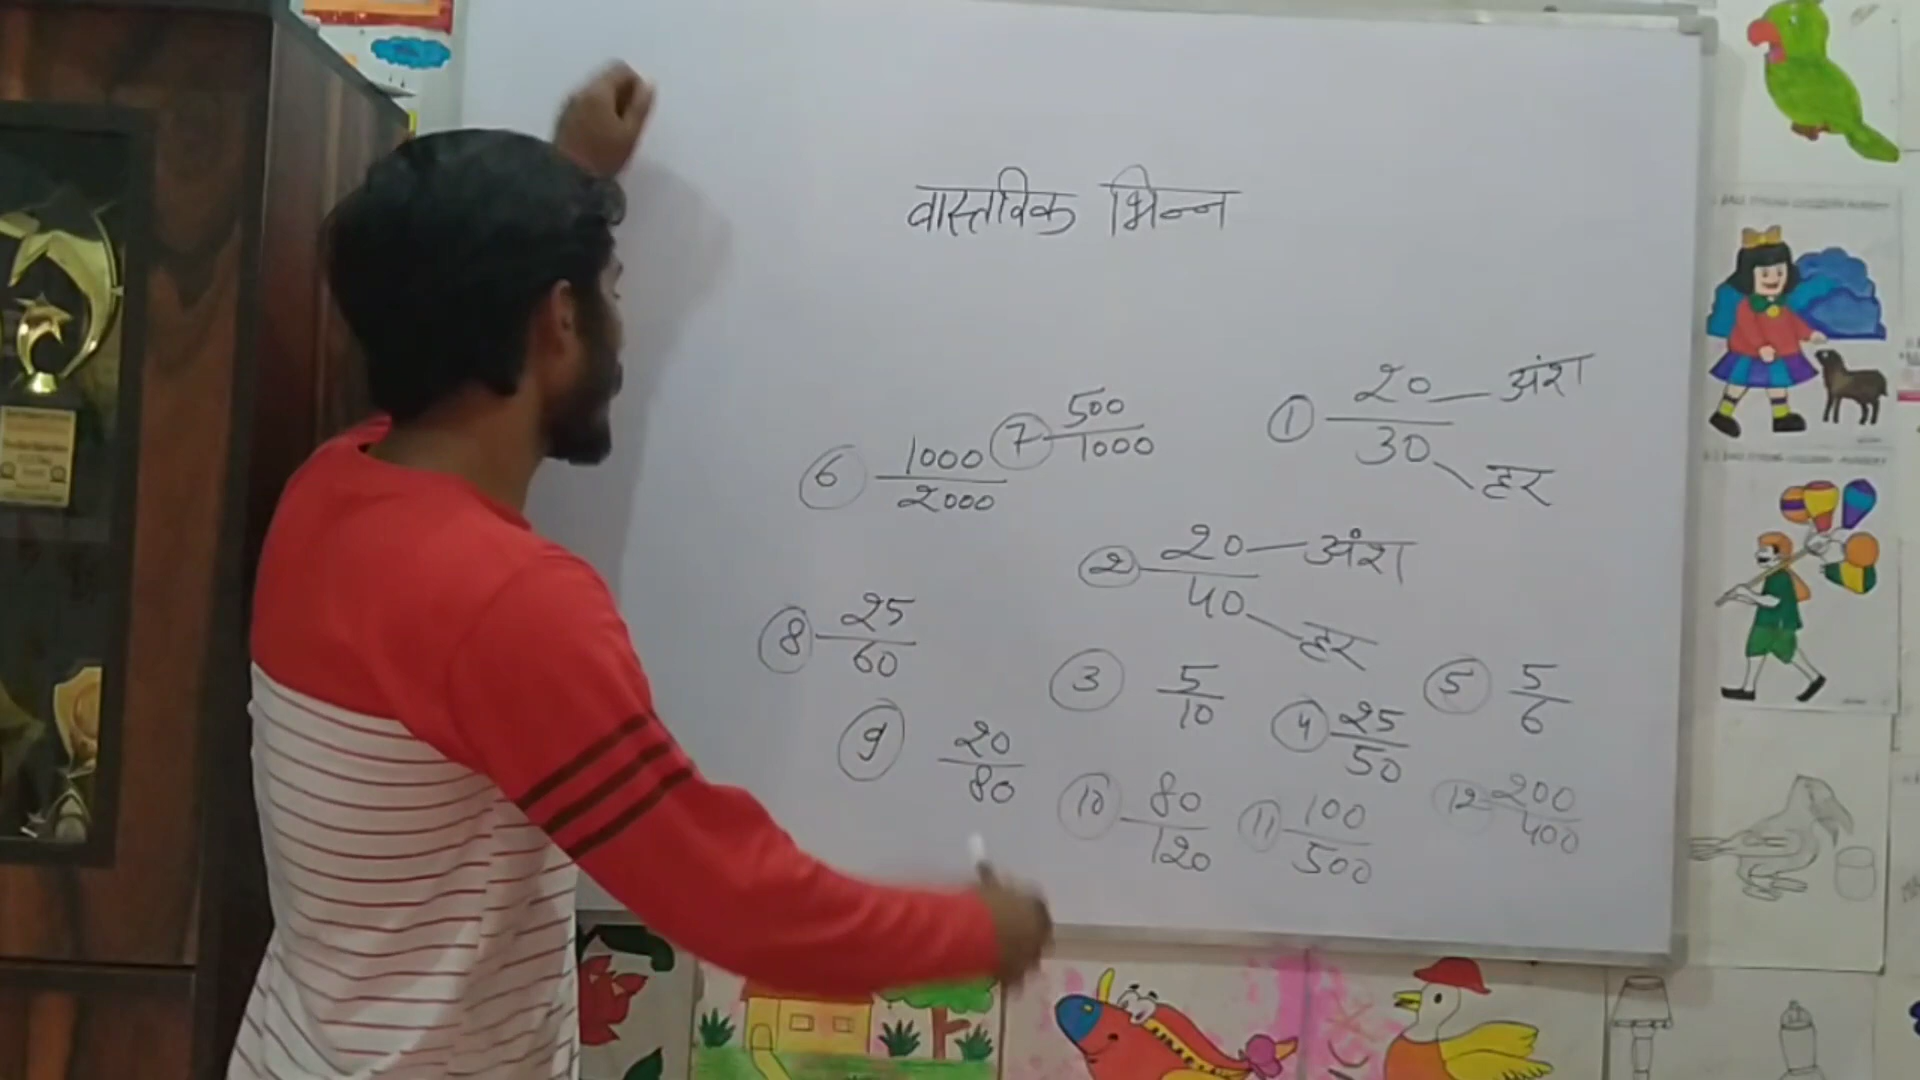 वास्तविक भिन्न
① 20/30 — अंश
हर
② 20/40 — अंश
हर
③ 5/10
④ 25/50
⑤ 5/6
⑥ 1000/2000
⑦ 500/1000
⑧ 25/60
⑨ 20/80
⑩ 80/120
⑪ 100/500
⑫ 200/400